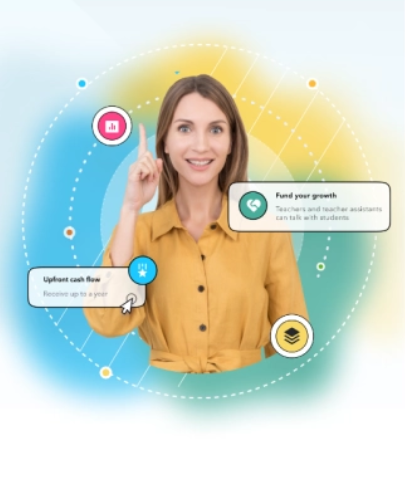 Fund your growth
Teachers and teacher assistants
can talk with students
Upfront cash flow
Receive up to a year